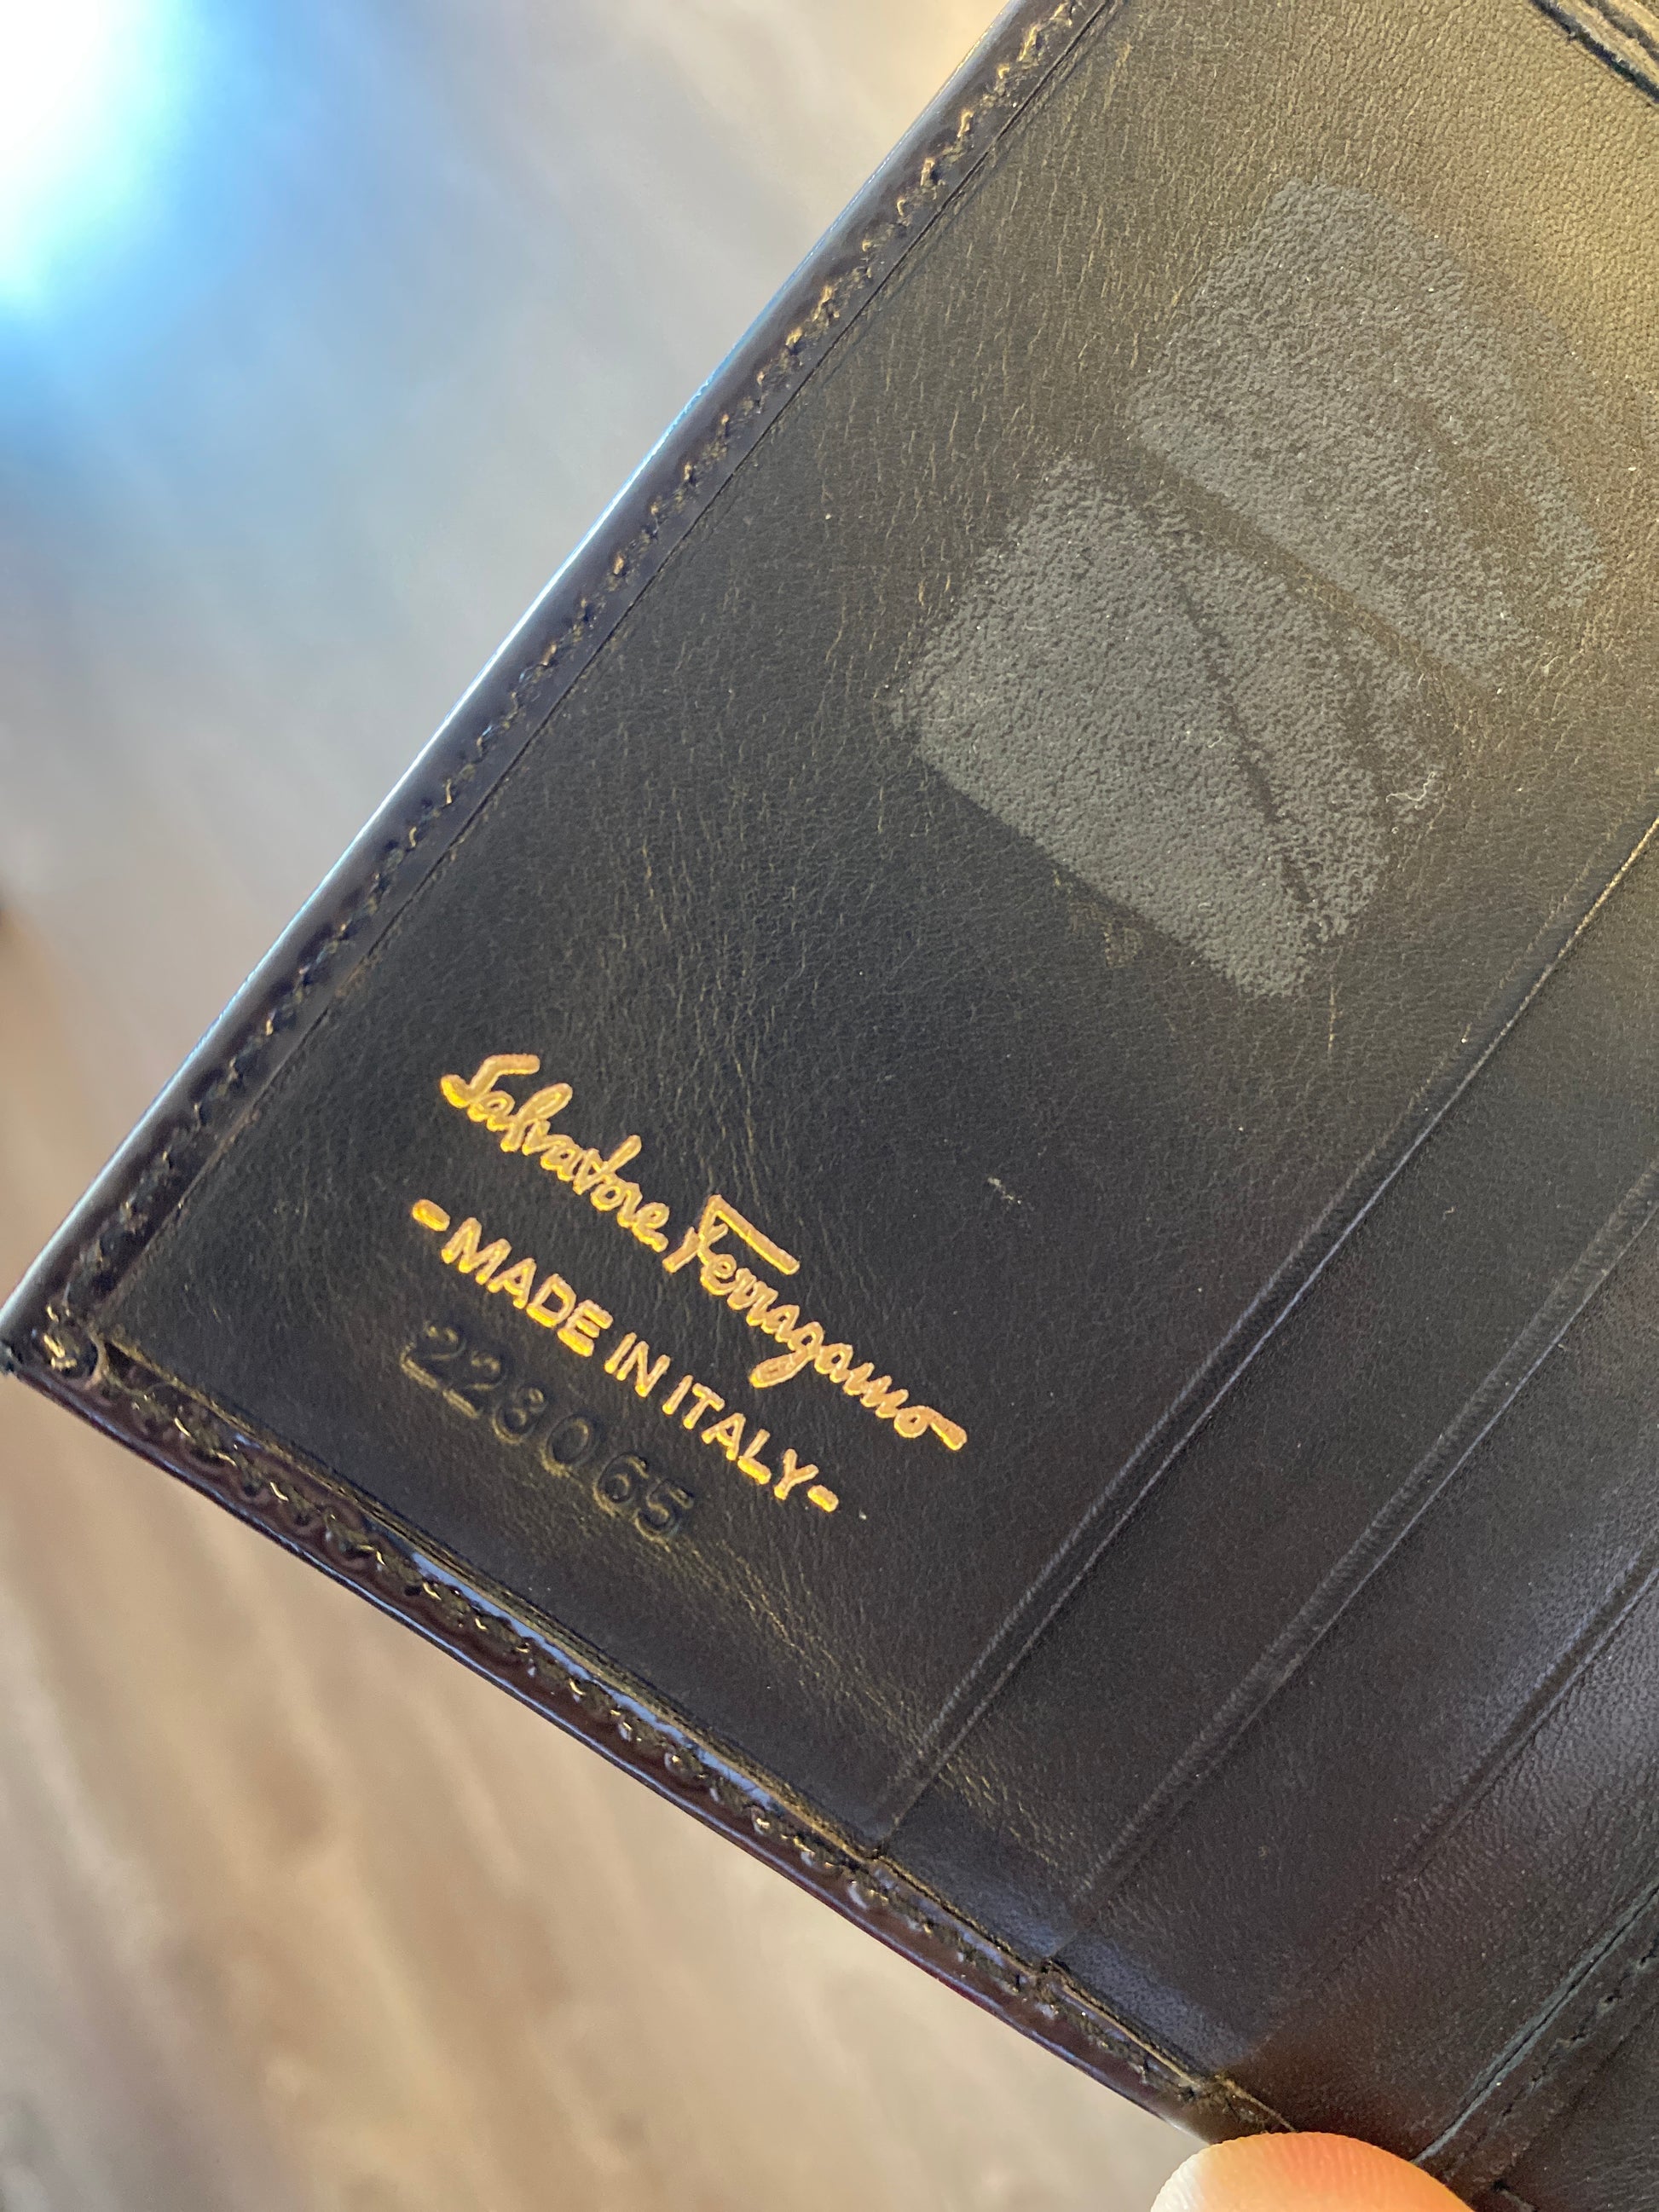 Salvatore Ferragamo
-MADE IN ITALY-
223065